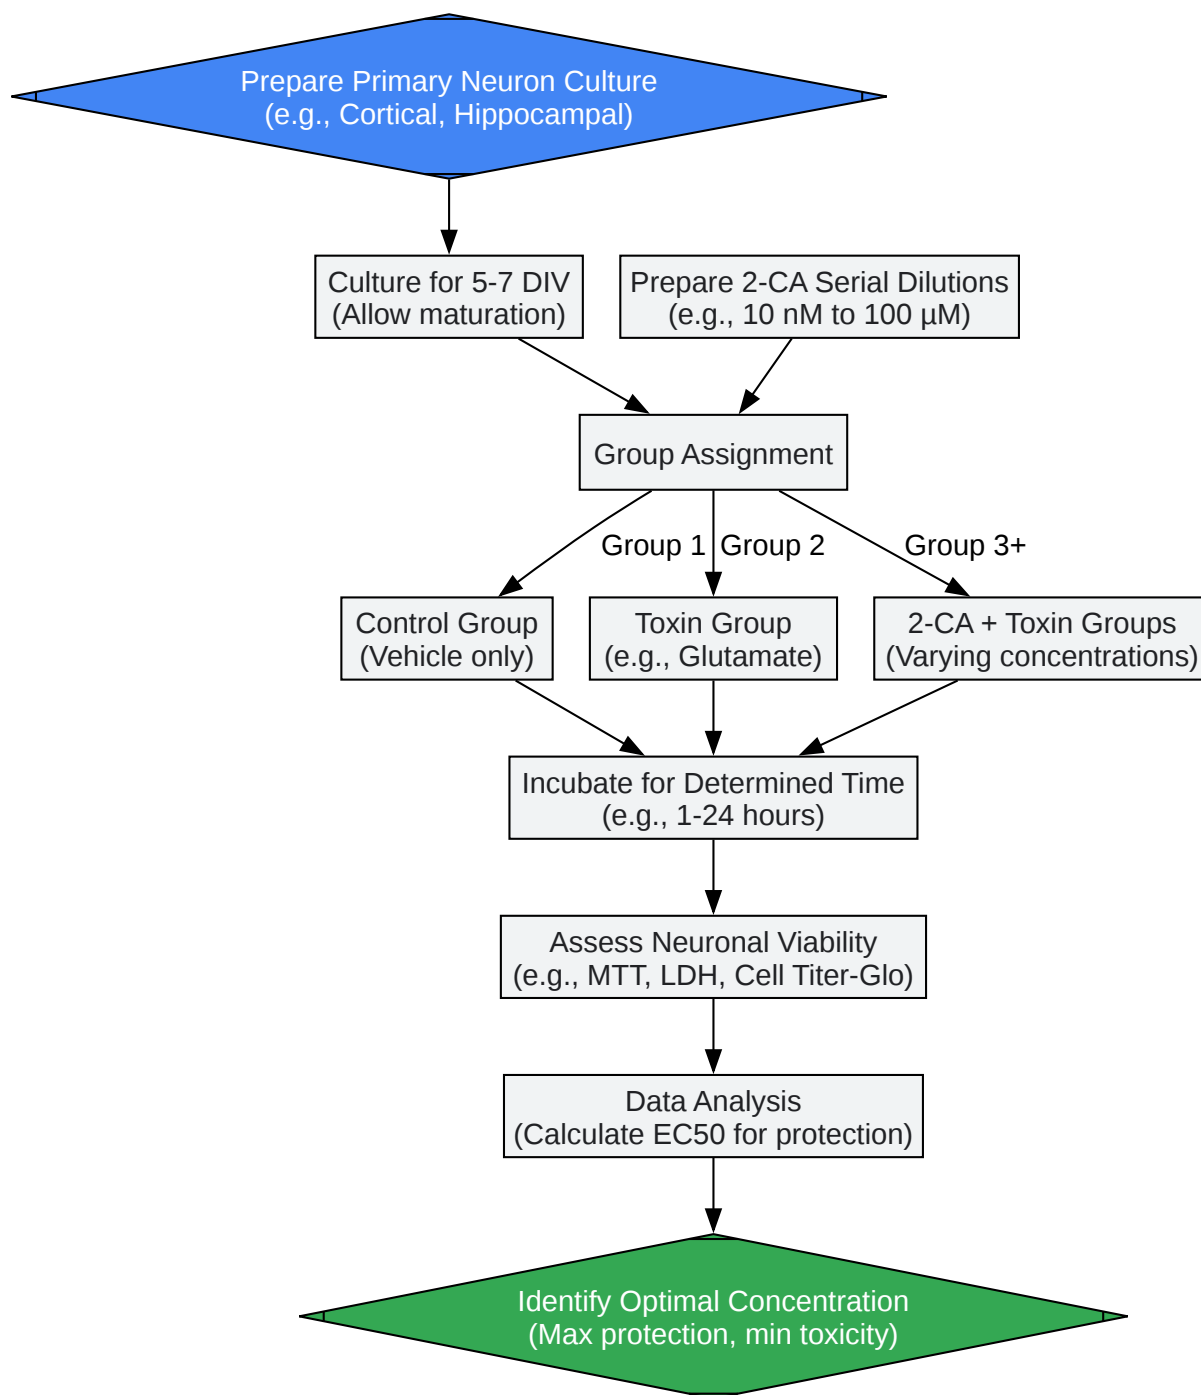 Prepare Primary Neuron Culture
(e.g., Cortical, Hippocampal)
Culture for 5-7 DIV
(Allow maturation)
Prepare 2-CA Serial Dilutions
(e.g., 10 nM to 100 µM)
Group Assignment
Group 1
Group 2
Group 3+
Control Group
(Vehicle only)
Toxin Group
(e.g., Glutamate)
2-CA + Toxin Groups
(Varying concentrations)
Incubate for Determined Time
(e.g., 1-24 hours)
Assess Neuronal Viability
(e.g., MTT, LDH, Cell Titer-Glo)
Data Analysis
(Calculate EC50 for protection)
Identify Optimal Concentration
(Max protection, min toxicity)